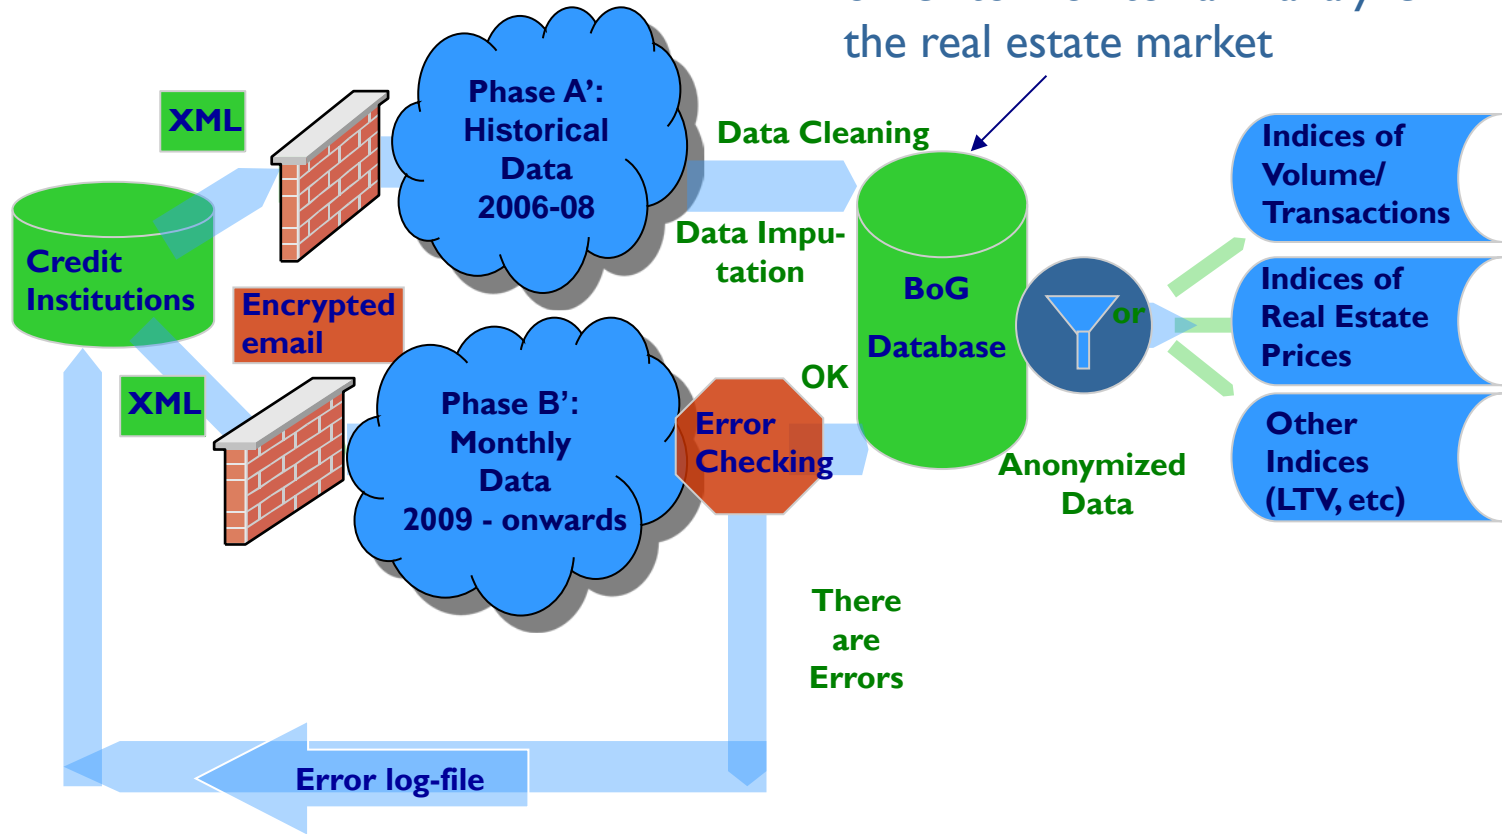 the real estate market
XML
Phase A’:
Historical
Data
2006-08
Data Cleaning
Data Impu-
tation
Credit
Institutions
Encrypted
email
XML
Phase B’:
Monthly
Data
2009 - onwards
Error
Checking
OK
BoG
Database
or
Anonymized
Data
Indices of
Volume/
Transactions
Indices of
Real Estate
Prices
Other
Indices
(LTV, etc)
There
are
Errors
Error log-file